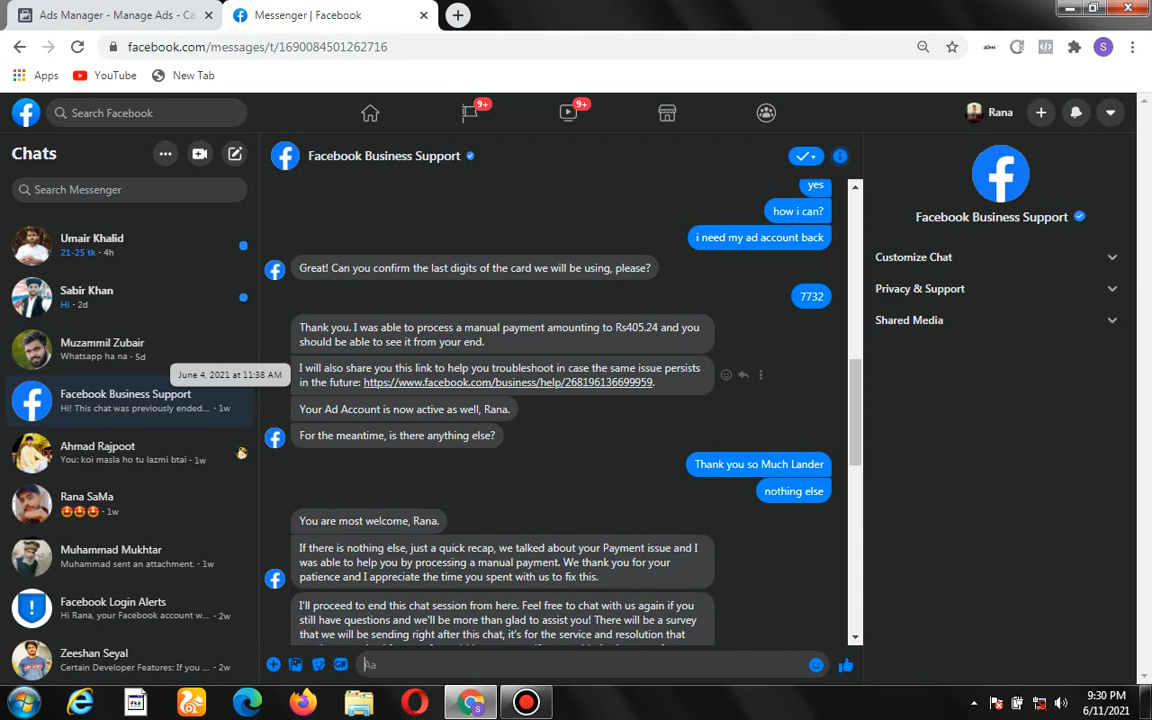 Ads Manager - Manage Ads - Ca
Messenger | Facebook
facebook.com/messages/t/1690084501262716
S
Apps
YouTube
New Tab
Search Facebook
9+
9+
Rana
Chats
Search Messenger
Umair Khalid
21-25 tk · 4h
Sabir Khan
Hi · 2d
Muzammil Zubair
Whatsapp ha na · 5d
June 4, 2021 at 11:38 AM
Facebook Business Support
Hi! This chat was previously ended... · 1w
Ahmad Rajpoot
You: koi masla ho tu lazmi btai · 1w
Rana SaMa
🤩🤩🤩 · 1w
Muhammad Mukhtar
Muhammad sent an attachment. · 1w
Facebook Login Alerts
Hi Rana, your Facebook account w... · 2w
Zeeshan Seyal
Certain Developer Features: If you ... · 2w
Facebook Business Support
yes
how i can?
i need my ad account back
Great! Can you confirm the last digits of the card we will be using, please?
7732
Thank you. I was able to process a manual payment amounting to Rs405.24 and you
should be able to see it from your end.
I will also share you this link to help you troubleshoot in case the same issue persists
in the future: https://www.facebook.com/business/help/268196136699959.
Your Ad Account is now active as well, Rana.
For the meantime, is there anything else?
Thank you so Much Lander
nothing else
You are most welcome, Rana.
If there is nothing else, just a quick recap, we talked about your Payment issue and I
was able to help you by processing a manual payment. We thank you for your
patience and I appreciate the time you spent with us to fix this.
I'll proceed to end this chat session from here. Feel free to chat with us again if you
still have questions and we'll be more than glad to assist you! There will be a survey
that we will be sending right after this chat, it's for the service and resolution that
GIF
Aa
Facebook Business Support
Customize Chat
Privacy & Support
Shared Media
9:30 PM
6/11/2021